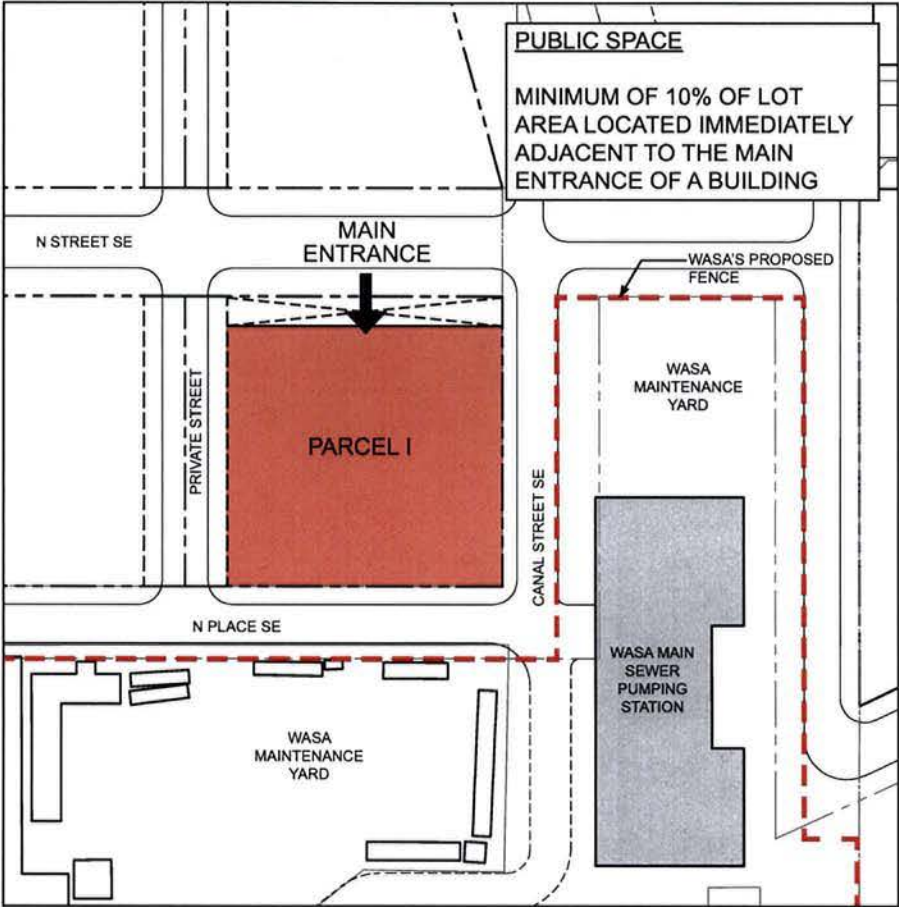 PUBLIC SPACE
MINIMUM OF 10% OF LOT
AREA LOCATED IMMEDIATELY
ADJACENT TO THE MAIN
ENTRANCE OF A BUILDING
N STREET SE
MAIN
ENTRANCE
WASA'S PROPOSED
FENCE
PRIVATE STREET
PARCEL I
WASA
MAINTENANCE
YARD
CANAL STREET SE
N PLACE SE
WASA MAIN
SEWER
PUMPING
STATION
WASA
MAINTENANCE
YARD